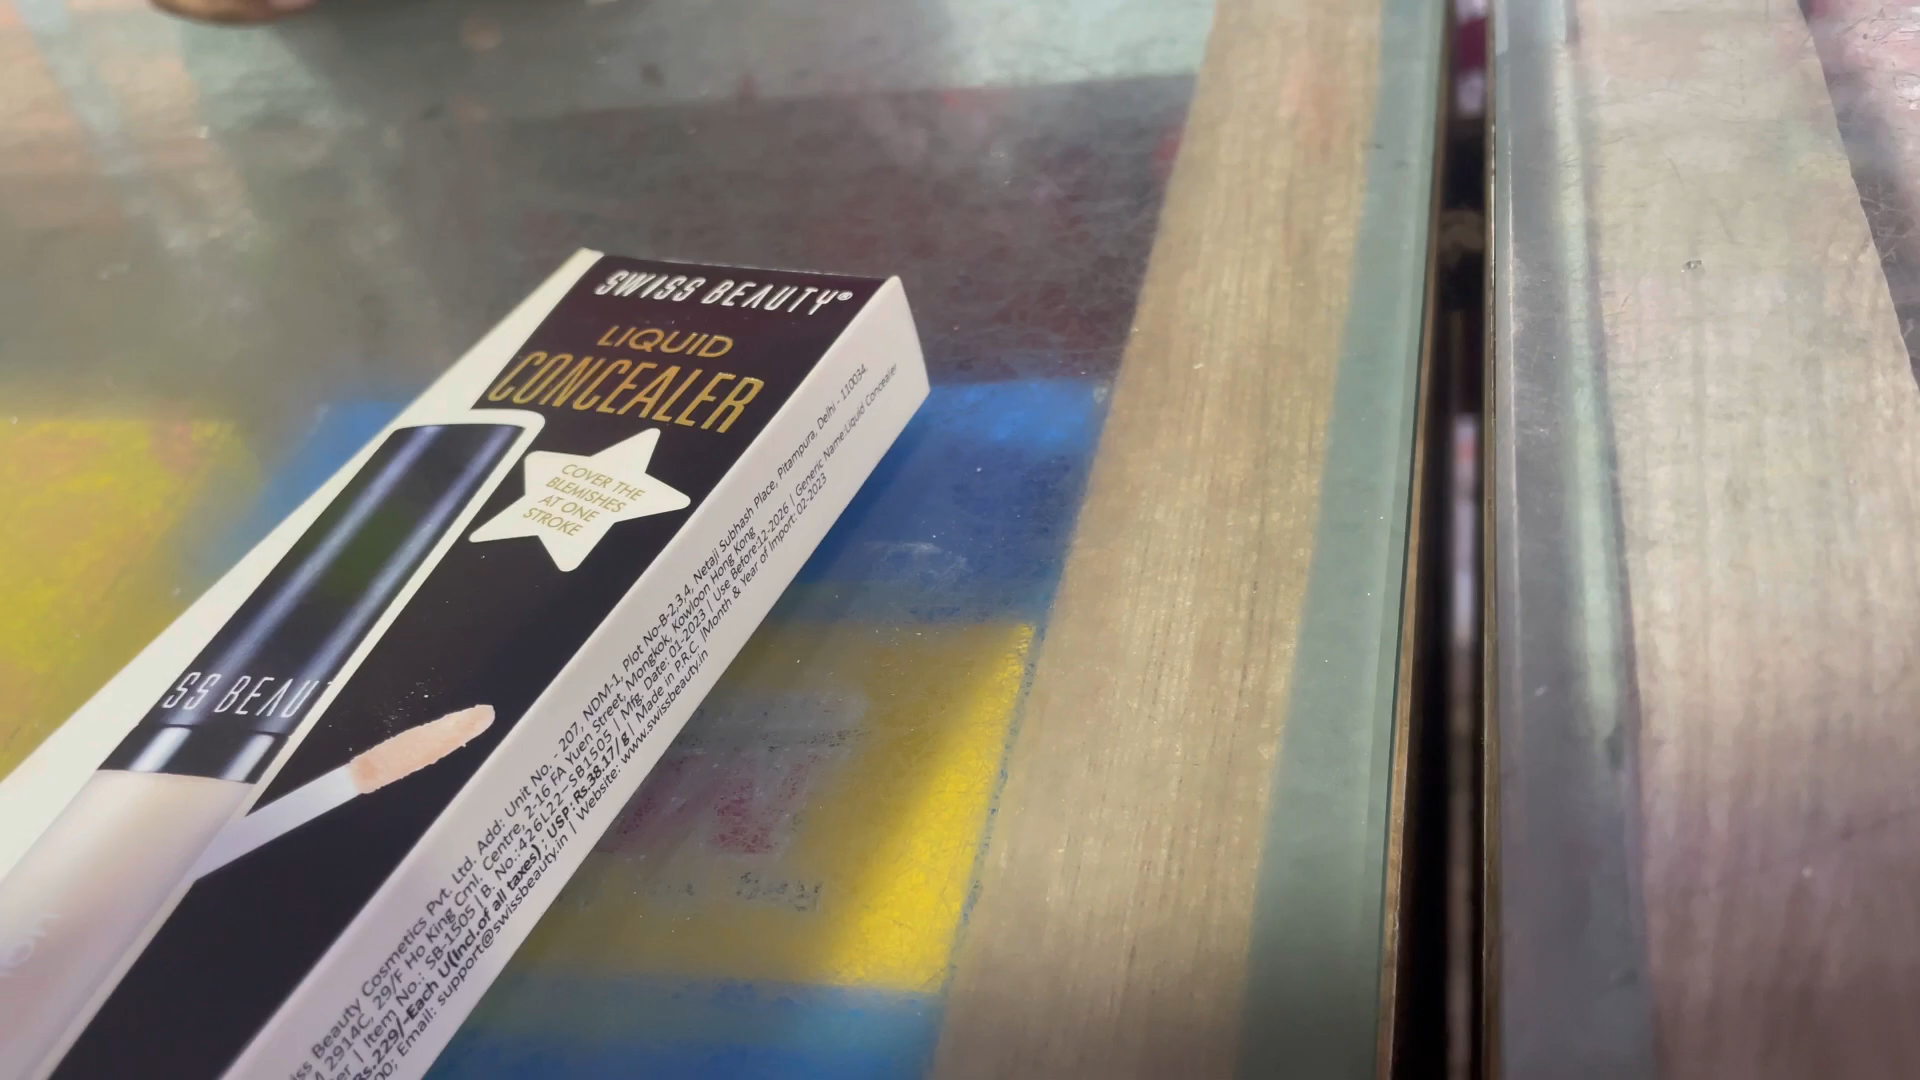 SWISS BEAUTY®
LIQUID
CONCEALER
COVER THE
BLEMISHES
AT ONE
STROKE
SS BEAU
iss Beauty Cosmetics Pvt. Ltd. Add: Unit No. - 207, NDM-1, Plot No-B-2,3,4, Netaji Subhash Place, Pitampura, Delhi - 110034.
2914C, 29/F Ho King Cml. Centre, 2-16 FA Yuen Street, Mongkok, Kowloon Hong Kong
er | Item No.: SB-1505 | B. No.: 426L22-SB1505 | Mfg. Date: 01-2023 | Use Before:12-2026 | Generic Name:Liquid Concealer
Rs.229/-Each U(Incl.of all taxes) ; USP: Rs.38.17/g | Made in P.R.C. |Month & Year of Import: 02-2023
00; Email: support@swissbeauty.in | Website: www.swissbeauty.in